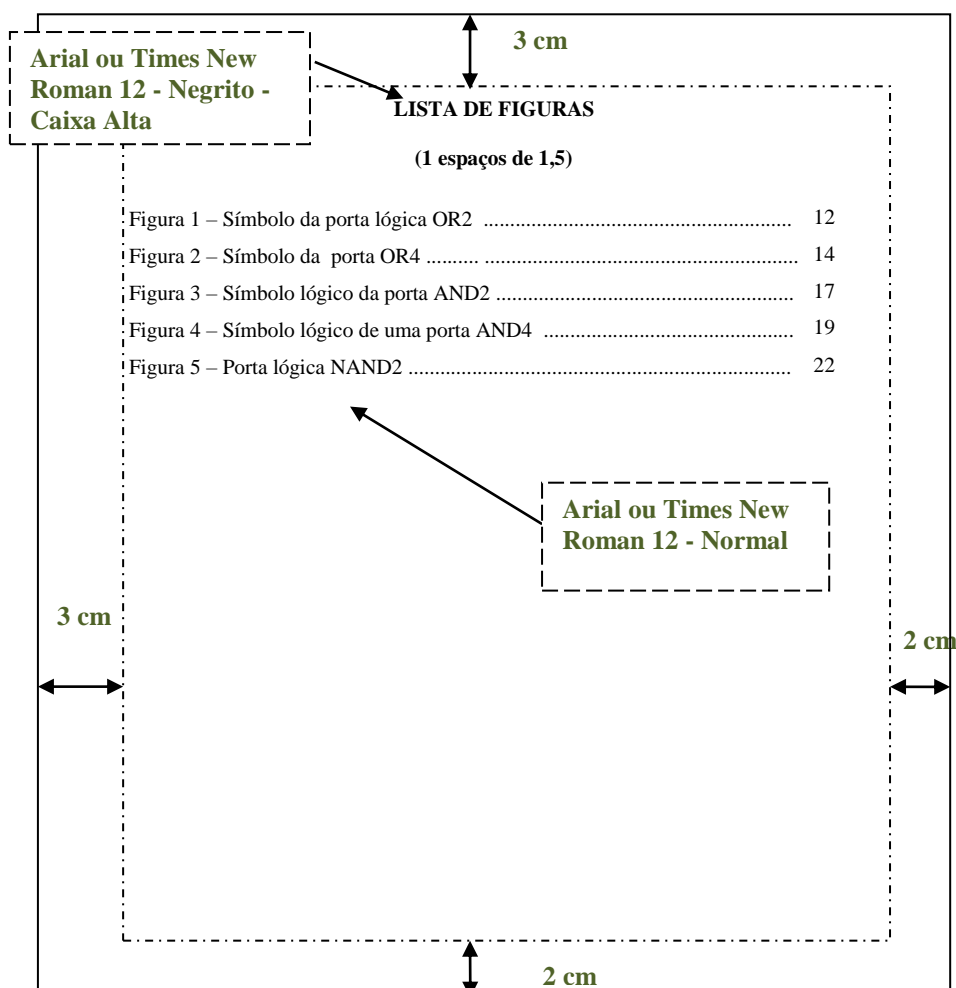 3 cm
Arial ou Times New
Roman 12 - Negrito -
Caixa Alta
LISTA DE FIGURAS
(1 espaços de 1,5)
Figura 1 – Símbolo da porta lógica OR2 ........................................................... 12
Figura 2 – Símbolo da  porta OR4 .......... ............................................................ 14
Figura 3 – Símbolo lógico da porta AND2 ......................................................... 17
Figura 4 – Símbolo lógico de uma porta AND4 ................................................ 19
Figura 5 – Porta lógica NAND2 ......................................................................... 22
Arial ou Times New
Roman 12 - Normal
3 cm
2 cm
2 cm